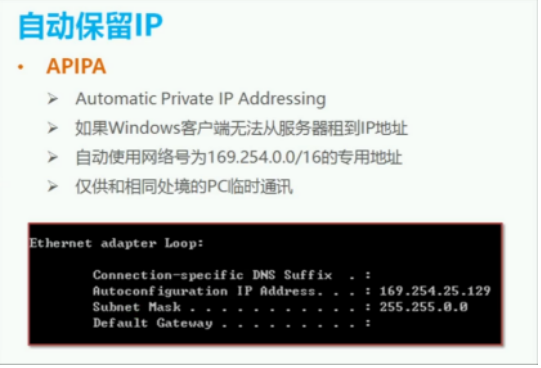 自动保留IP
• APIPA
➢ Automatic Private IP Addressing
➢ 如果Windows客户端无法从服务器租到IP地址
➢ 自动使用网络号为169.254.0.0/16的专用地址
➢ 仅供和相同处境的PC临时通讯
Ethernet adapter Loop:
Connection-specific DNS Suffix . :
Autoconfiguration IP Address. . . : 169.254.25.129
Subnet Mask . . . . . . . . . . . : 255.255.0.0
Default Gateway . . . . . . . . . :